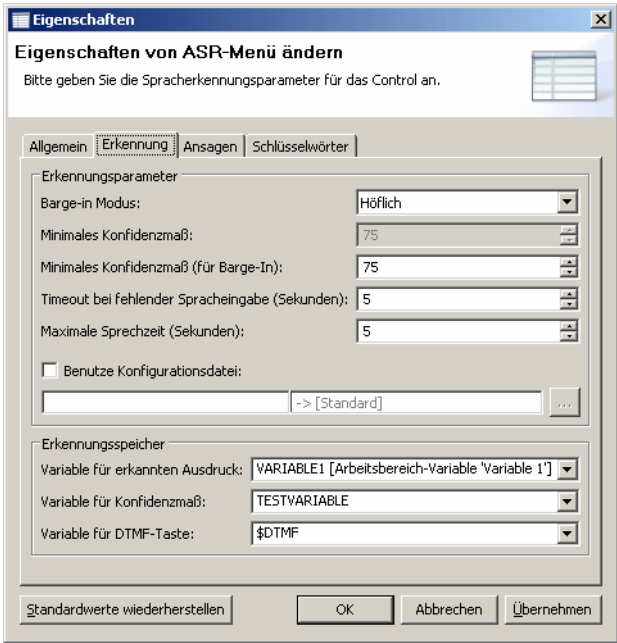 Eigenschaften
Eigenschaften von ASR-Menü ändern
Bitte geben Sie die Spracherkennungsparameter für das Control an.
Allgemein Erkennung Ansagen Schlüsselwörter
Erkennungsparameter
Barge-in Modus: Höflich
Minimales Konfidenzmaß: 75
Minimales Konfidenzmaß (für Barge-In): 75
Timeout bei fehlender Spracheingabe (Sekunden): 5
Maximale Sprechzeit (Sekunden): 5
Benutze Konfigurationsdatei:
-> [Standard] ...
Erkennungsspeicher
Variable für erkannten Ausdruck: VARIABLE1 [Arbeitsbereich-Variable 'Variable 1']
Variable für Konfidenzmaß: TESTVARIABLE
Variable für DTMF-Taste: $DTMF
Standardwerte wiederherstellen OK Abbrechen Übernehmen